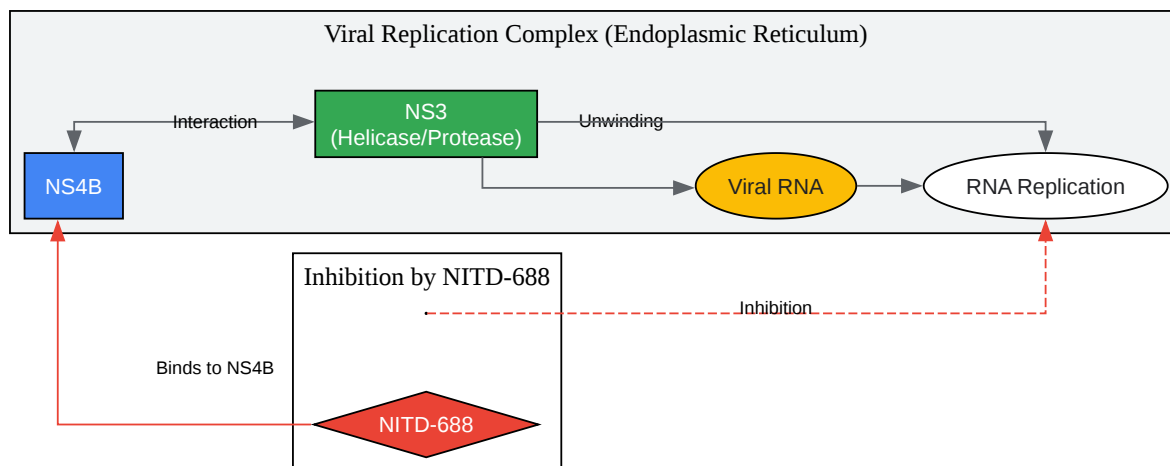 Viral Replication Complex (Endoplasmic Reticulum)
Interaction
NS3
(Helicase/Protease)
Unwinding
NS4B
Viral RNA
RNA Replication
Inhibition by NITD-688
Inhibition
Binds to NS4B
NITD-688